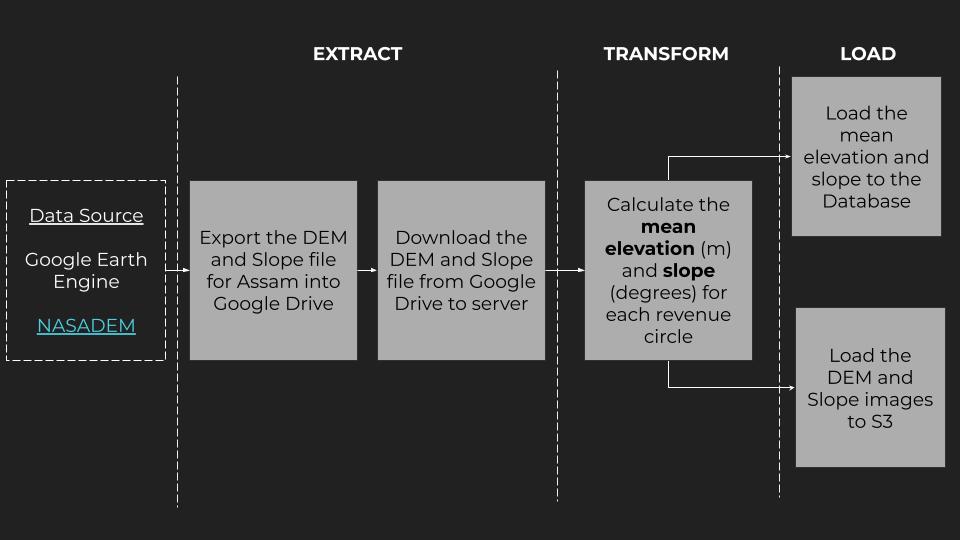 EXTRACT
TRANSFORM
LOAD
Data Source
Google Earth
Engine
NASADEM
Export the DEM
and Slope file
for Assam into
Google Drive
Download the
DEM and Slope
file from Google
Drive to server
Calculate the
mean
elevation (m)
and slope
(degrees) for
each revenue
circle
Load the
mean
elevation and
slope to the
Database
Load the
DEM and
Slope images
to S3